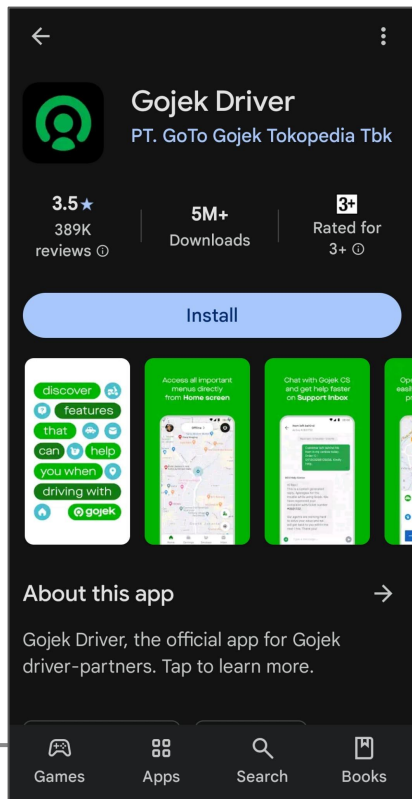 Gojek Driver
PT. GoTo Gojek Tokopedia Tbk
3.5★
389K
reviews
5M+
Downloads
3+
Rated for
3+
Install
discover
features
that
can help
you when
driving with
gojek
Access all important
menus directly
from Home screen
Chat with Gojek CS
and get help faster
on Support Inbox
About this app
Gojek Driver, the official app for Gojek
driver-partners. Tap to learn more.
Games
Apps
Search
Books